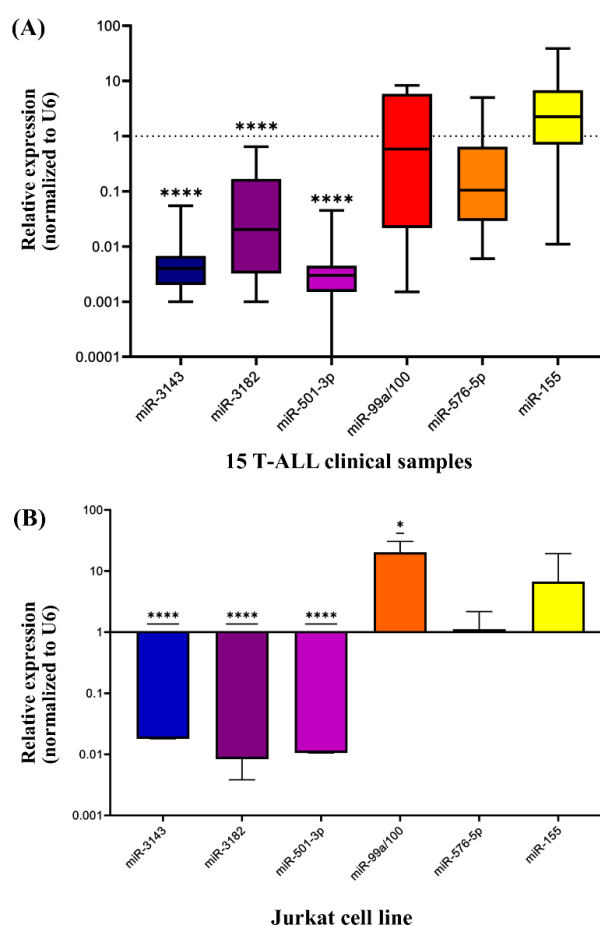 (A)
Relative expression
(normalized to U6)
100
10
1
0.1
0.01
0.001
0.0001
****
****
****
miR-3143
miR-3182
miR-501-3p
miR-99a/100
miR-576-5p
miR-155
15 T-ALL clinical samples
(B)
Relative expression
(normalized to U6)
100
10
1
0.1
0.01
0.001
****
****
****
*
miR-3143
miR-3182
miR-501-3p
miR-99a/100
miR-576-5p
miR-155
Jurkat cell line